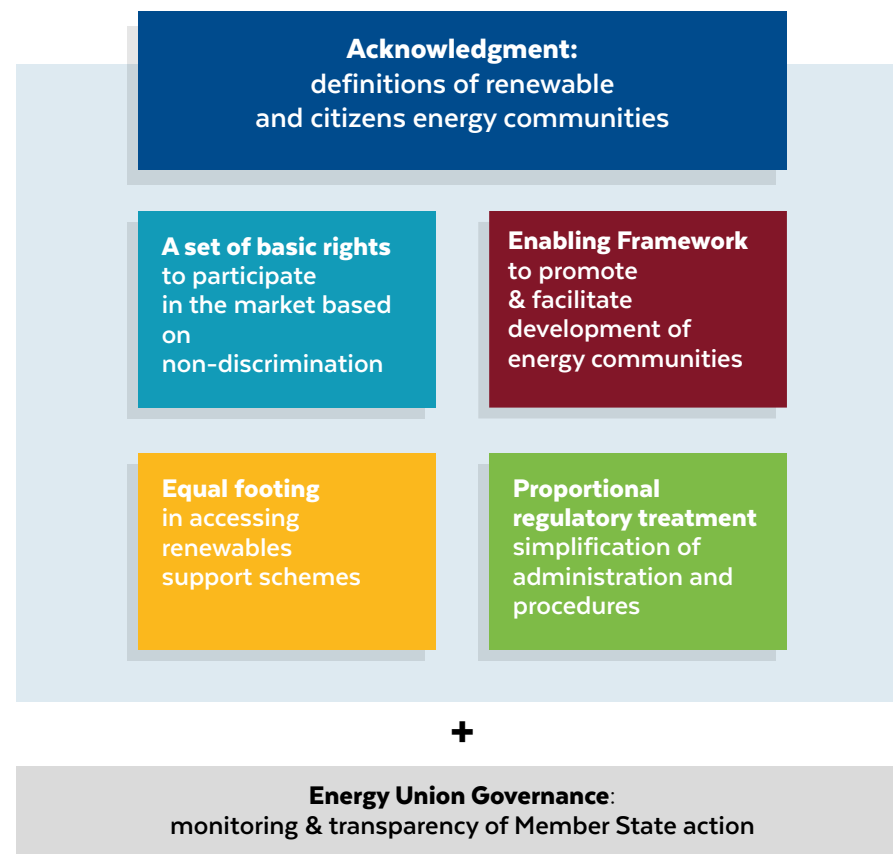 Acknowledgment:
definitions of renewable
and citizens energy communities
A set of basic rights
to participate
in the market based
on
non-discrimination
Enabling Framework
to promote
& facilitate
development of
energy communities
Equal footing
in accessing
renewables
support schemes
Proportional
regulatory treatment
simplification of
administration and
procedures
+
Energy Union Governance:
monitoring & transparency of Member State action